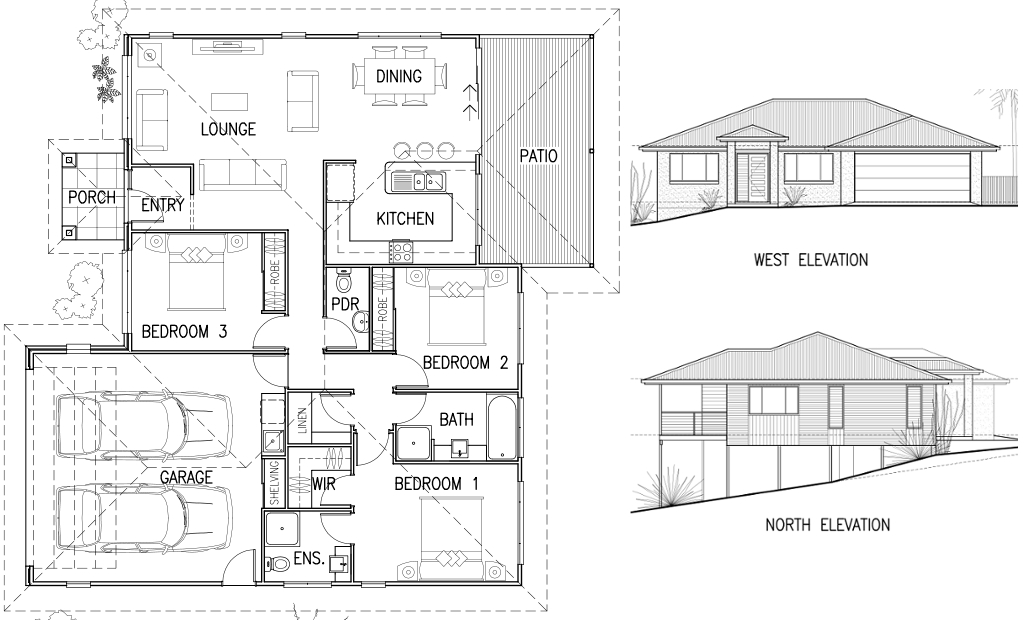 DINING
LOUNGE
PATIO
PORCH
ENTRY
KITCHEN
ROBE
PDR
ROBE
BEDROOM 3
BEDROOM 2
LINEN
BATH
GARAGE
SHELVING
WIR
BEDROOM 1
ENS.
WEST ELEVATION
NORTH ELEVATION